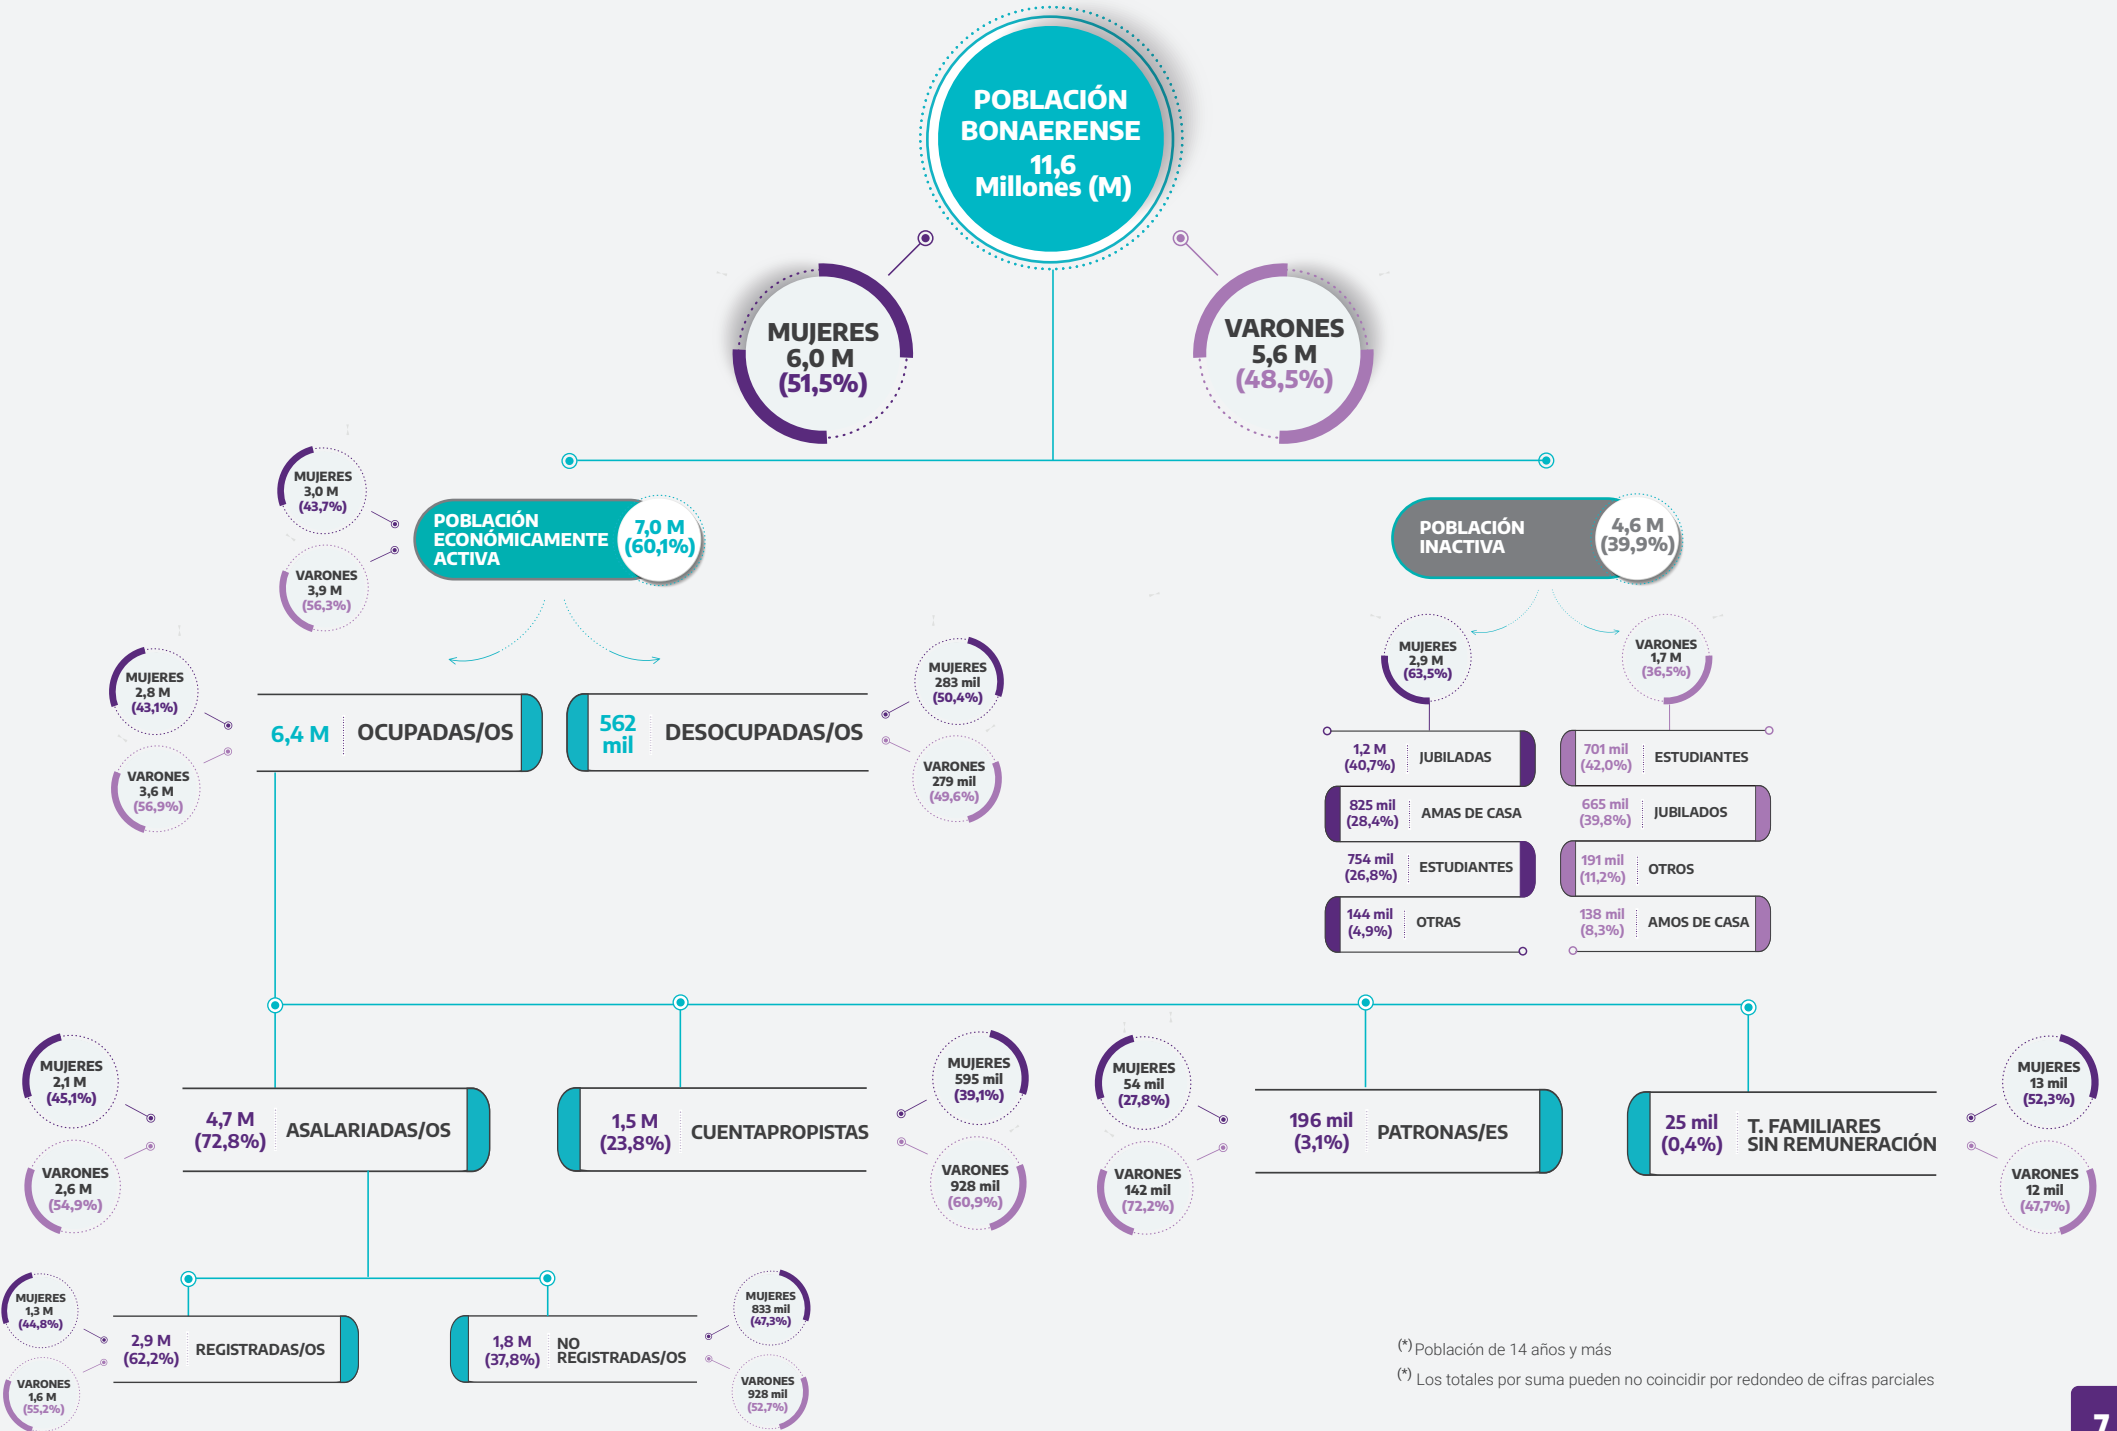 POBLACIÓN
BONAERENSE
11,6
Millones (M)
MUJERES
6,0 M
(51,5%)
VARONES
5,6 M
(48,5%)
MUJERES
3,0 M
(43,7%)
VARONES
3,9 M
(56,3%)
POBLACIÓN
ECONÓMICAMENTE
ACTIVA
7,0 M
(60,1%)
POBLACIÓN
INACTIVA
4,6 M
(39,9%)
MUJERES
2,8 M
(43,1%)
VARONES
3,6 M
(56,9%)
6,4 M
OCUPADAS/OS
562
mil
DESOCUPADAS/OS
MUJERES
283 mil
(50,4%)
VARONES
279 mil
(49,6%)
MUJERES
2,9 M
(63,5%)
VARONES
1,7 M
(36,5%)
1,2 M
(40,7%)
JUBILADAS
825 mil
(28,4%)
AMAS DE CASA
754 mil
(26,8%)
ESTUDIANTES
144 mil
(4,9%)
OTRAS
701 mil
(42,0%)
ESTUDIANTES
665 mil
(39,8%)
JUBILADOS
191 mil
(11,2%)
OTROS
138 mil
(8,3%)
AMOS DE CASA
MUJERES
2,1 M
(45,1%)
VARONES
2,6 M
(54,9%)
4,7 M
(72,8%)
ASALARIADAS/OS
1,5 M
(23,8%)
CUENTAPROPISTAS
MUJERES
595 mil
(39,1%)
VARONES
928 mil
(60,9%)
MUJERES
54 mil
(27,8%)
VARONES
142 mil
(72,2%)
196 mil
(3,1%)
PATRONAS/ES
25 mil
(0,4%)
T. FAMILIARES
SIN REMUNERACIÓN
MUJERES
13 mil
(52,3%)
VARONES
12 mil
(47,7%)
MUJERES
1,3 M
(44,8%)
VARONES
1,6 M
(55,2%)
2,9 M
(62,2%)
REGISTRADAS/OS
1,8 M
(37,8%)
NO
REGISTRADAS/OS
MUJERES
833 mil
(47,3%)
VARONES
928 mil
(52,7%)
(*) Población de 14 años y más
(*) Los totales por suma pueden no coincidir por redondeo de cifras parciales
7